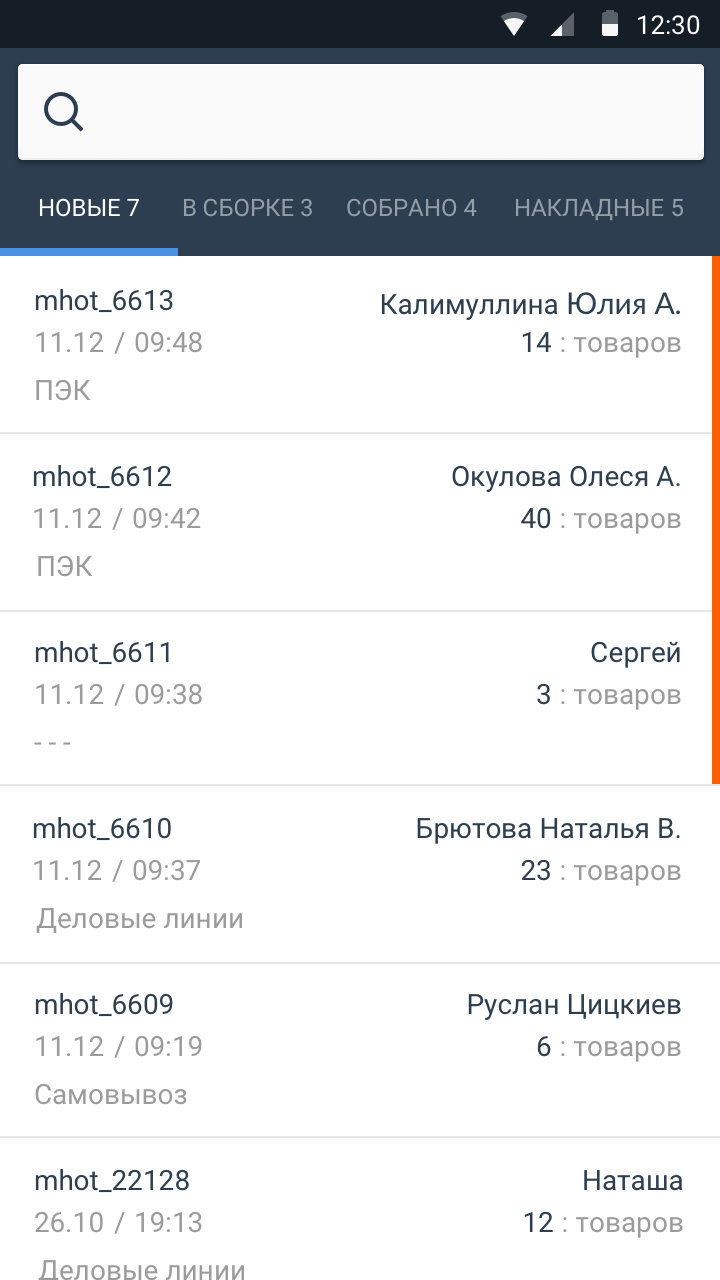 12:30
НОВЫЕ 7 В СБОРКЕ 3 СОБРАНО 4 НАКЛАДНЫЕ 5
mhot_6613 Калимуллина Юлия А.
11.12 / 09:48 14 : товаров
ПЭК
mhot_6612 Окулова Олеся А.
11.12 / 09:42 40 : товаров
ПЭК
mhot_6611 Сергей
11.12 / 09:38 3 : товаров
- - -
mhot_6610 Брютова Наталья В.
11.12 / 09:37 23 : товаров
Деловые линии
mhot_6609 Руслан Цицкиев
11.12 / 09:19 6 : товаров
Самовывоз
mhot_22128 Наташа
26.10 / 19:13 12 : товаров
Деловые линии